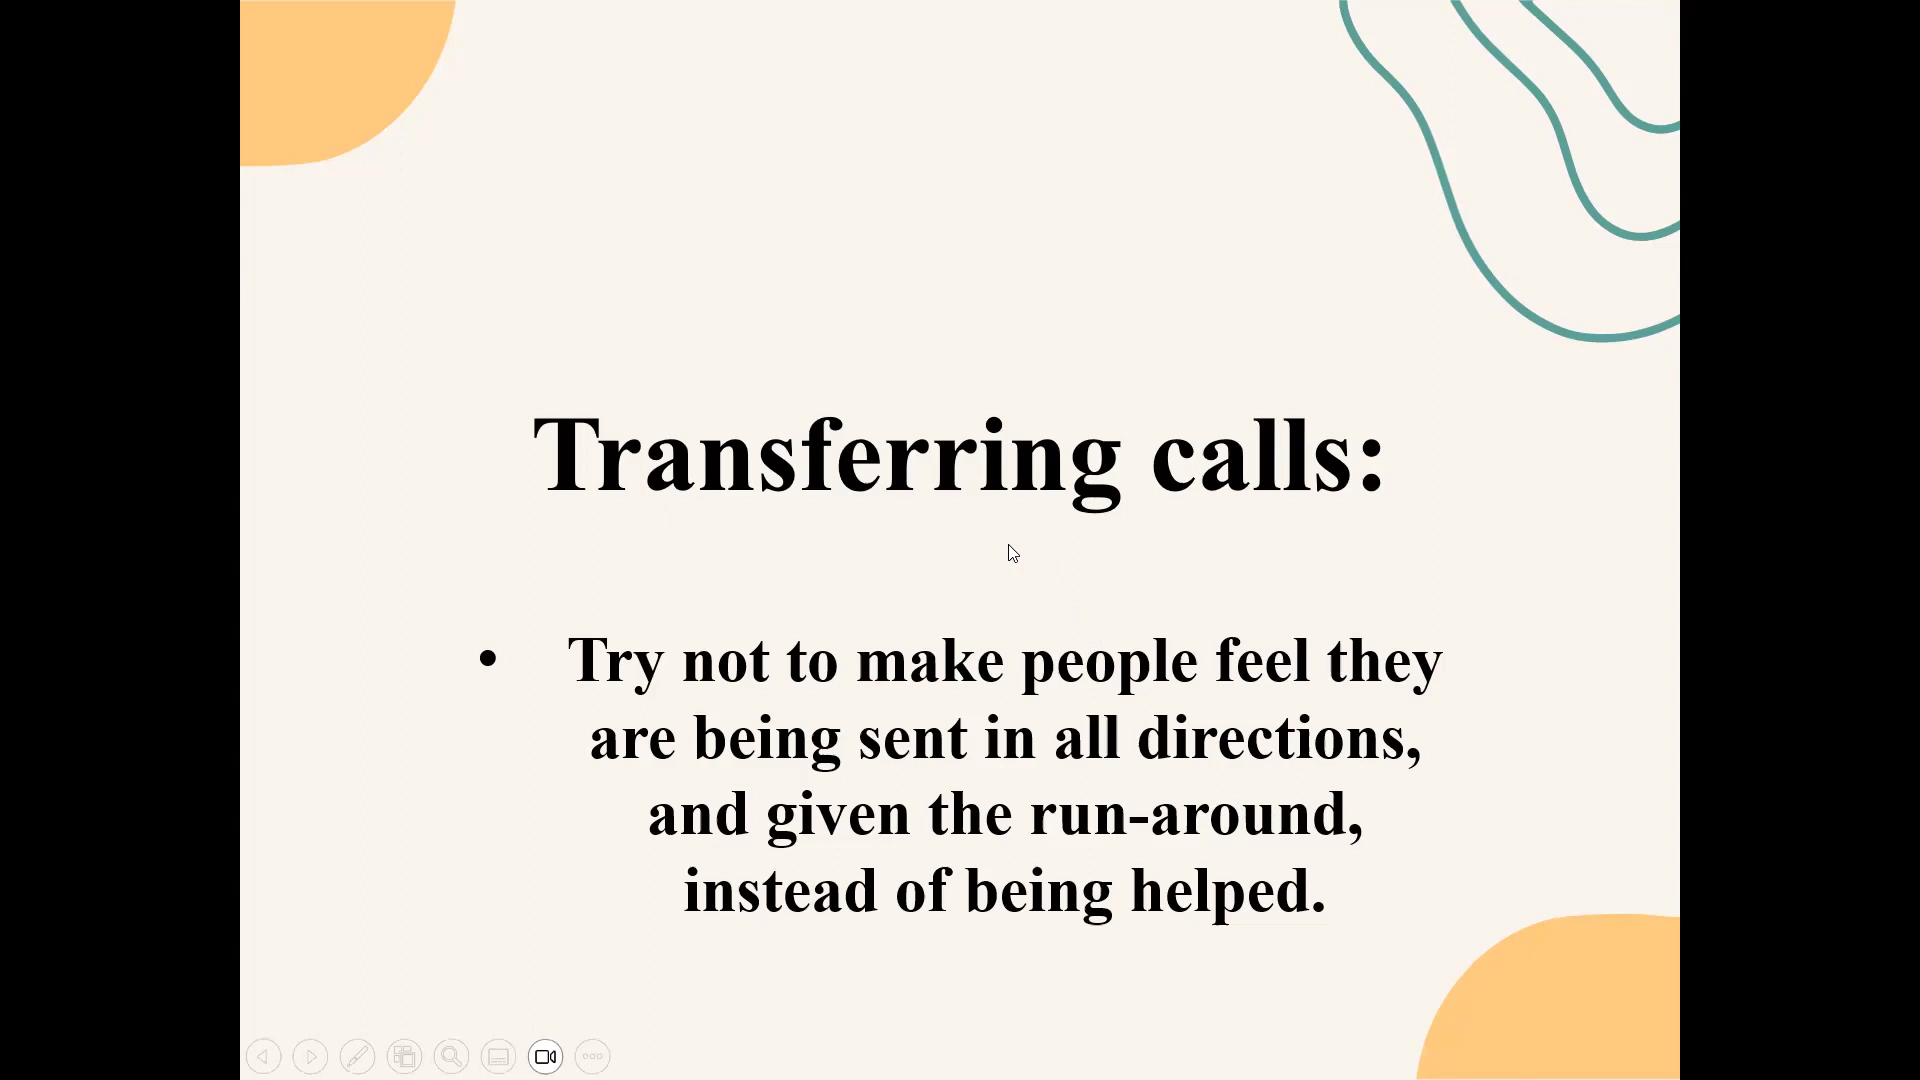 Transferring calls:
• Try not to make people feel they
are being sent in all directions,
and given the run-around,
instead of being helped.